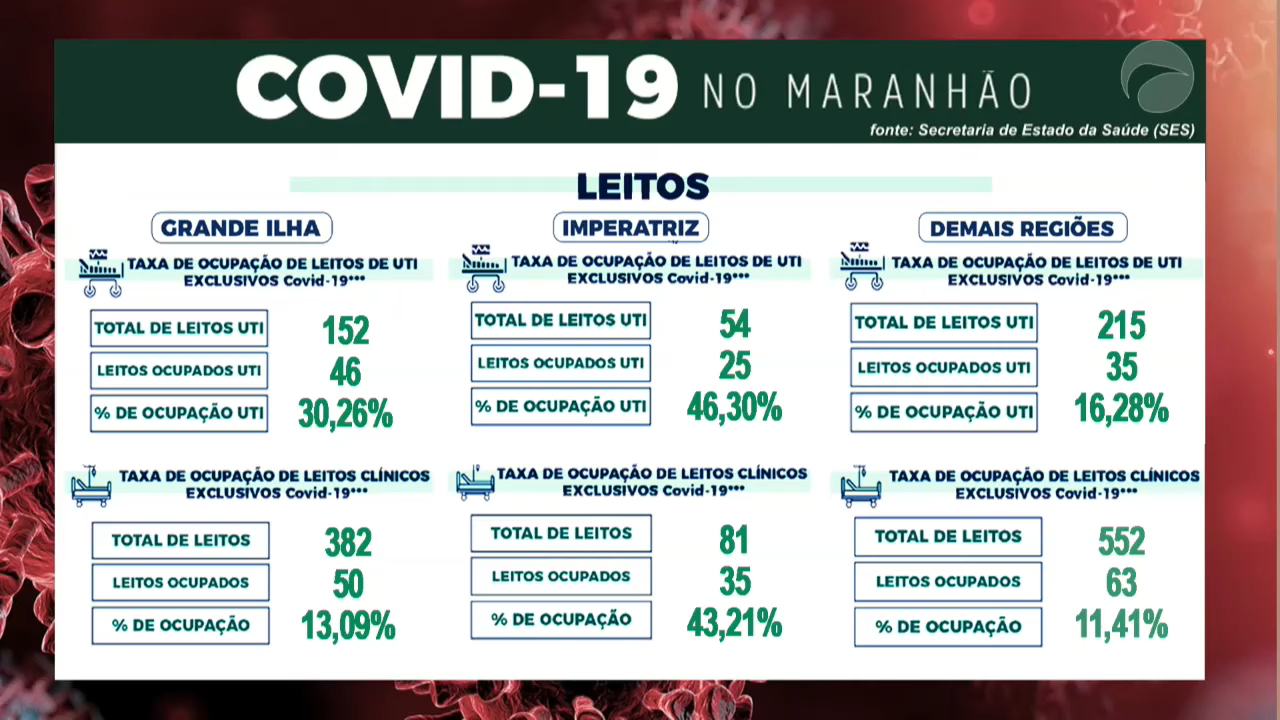 COVID-19 NO MARANHÃO
fonte: Secretaria de Estado da Saúde (SES)
LEITOS
GRANDE ILHA
TAXA DE OCUPAÇÃO DE LEITOS DE UTI
EXCLUSIVOS Covid-19***
TOTAL DE LEITOS UTI 152
LEITOS OCUPADOS UTI 46
% DE OCUPAÇÃO UTI 30,26%
TAXA DE OCUPAÇÃO DE LEITOS CLÍNICOS
EXCLUSIVOS Covid-19***
TOTAL DE LEITOS 382
LEITOS OCUPADOS 50
% DE OCUPAÇÃO 13,09%
IMPERATRIZ
TAXA DE OCUPAÇÃO DE LEITOS DE UTI
EXCLUSIVOS Covid-19***
TOTAL DE LEITOS UTI 54
LEITOS OCUPADOS UTI 25
% DE OCUPAÇÃO UTI 46,30%
TAXA DE OCUPAÇÃO DE LEITOS CLÍNICOS
EXCLUSIVOS Covid-19***
TOTAL DE LEITOS 81
LEITOS OCUPADOS 35
% DE OCUPAÇÃO 43,21%
DEMAIS REGIÕES
TAXA DE OCUPAÇÃO DE LEITOS DE UTI
EXCLUSIVOS Covid-19***
TOTAL DE LEITOS UTI 215
LEITOS OCUPADOS UTI 35
% DE OCUPAÇÃO UTI 16,28%
TAXA DE OCUPAÇÃO DE LEITOS CLÍNICOS
EXCLUSIVOS Covid-19***
TOTAL DE LEITOS 552
LEITOS OCUPADOS 63
% DE OCUPAÇÃO 11,41%